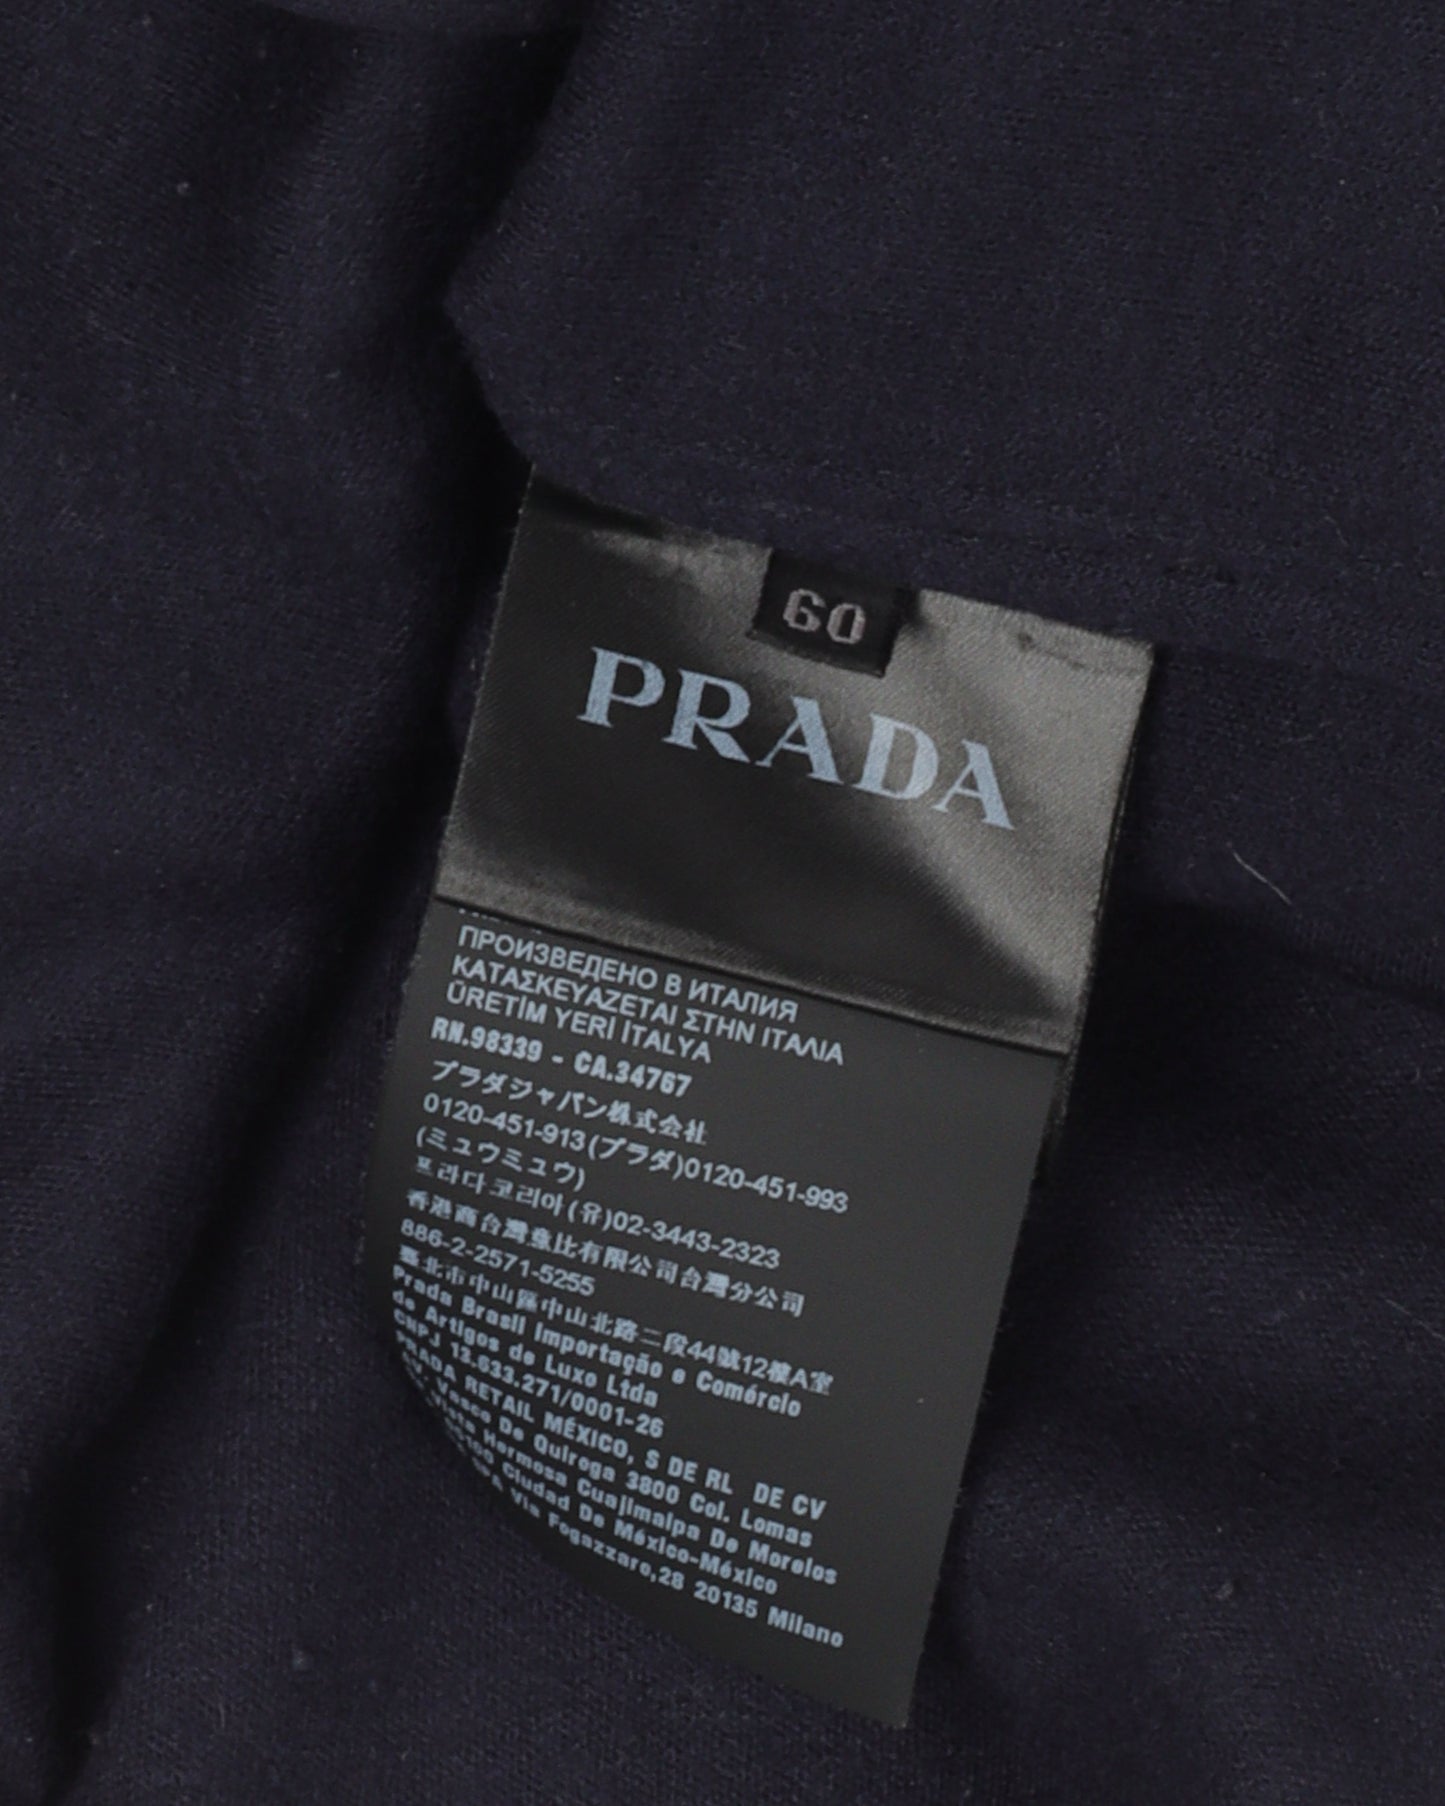 60
PRADA
ПРОИЗВЕДЕНО В ИТАЛИЯ
ΚΑΤΑΣΚΕΥΑΖΕΤΑΙ ΣΤΗΝ ΙΤΑΛΙΑ
ÜRETİM YERİ İTALYA
RN.98339 - CA.34767
プラダジャパン株式会社
0120-451-913(プラダ)0120-451-993
(ミュウミュウ)
프라다코리아(유)02-3443-2323
香港商台灣壹比有限公司台灣分公司
886-2-2571-5255
臺北市中山區中山北路二段44號12樓A室
Prada Brasil Importação e Comércio
de Artigos de Luxo Ltda
CNPJ 13.633.271/0001-26
PRADA RETAIL MÉXICO, S DE RL DE CV
Vasco De Quiroga 3800 Col. Lomas
Vista Hermosa Cuajimalpa De Morelos
Ciudad De México-México
Via Fogazzaro,28 20135 Milano